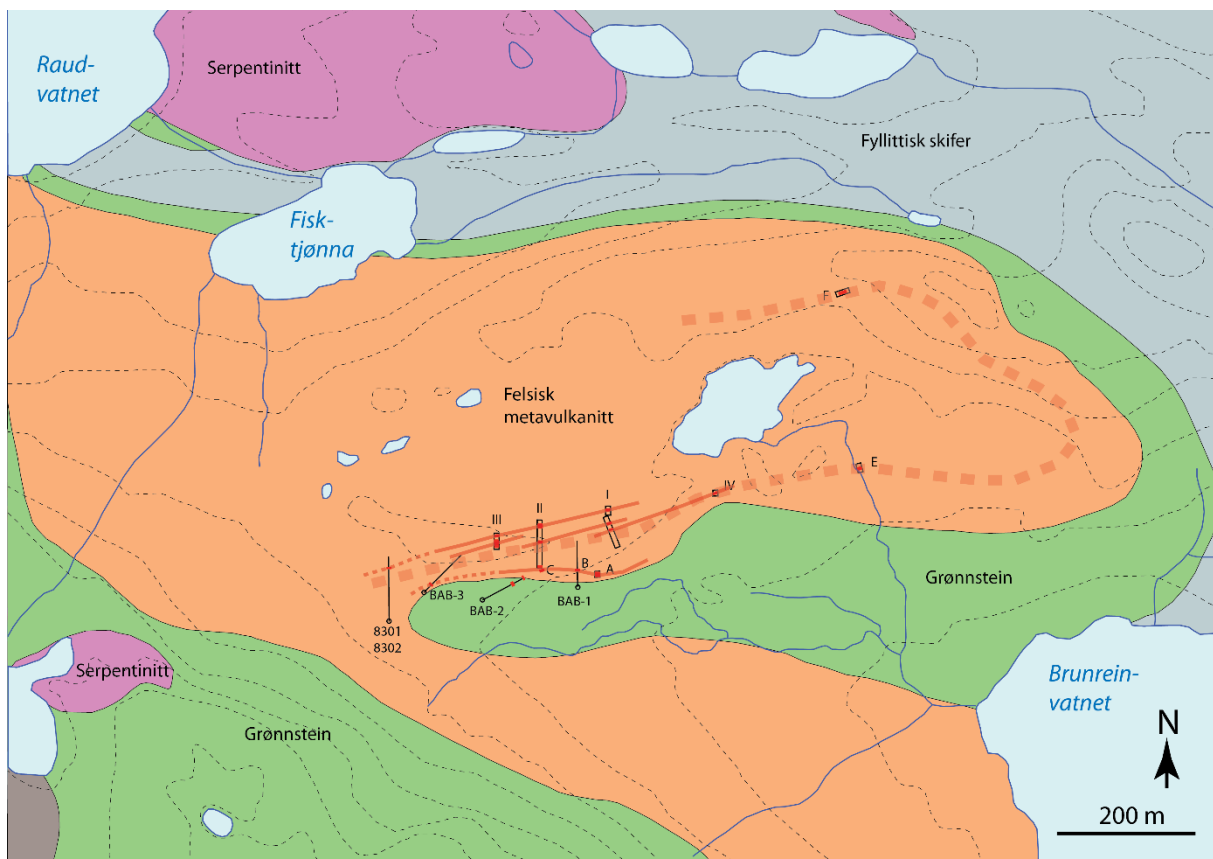 Raud-
vatnet
Serpentinitt
Fyllittisk skifer
Fisk-
tjønna
F
Felsisk
metavulkanitt
E
IV
I
II
III
B
A
C
BAB-3
BAB-2
BAB-1
Grønnstein
8301
8302
Serpentinitt
Brunrein-
vatnet
Grønnstein
N
200 m